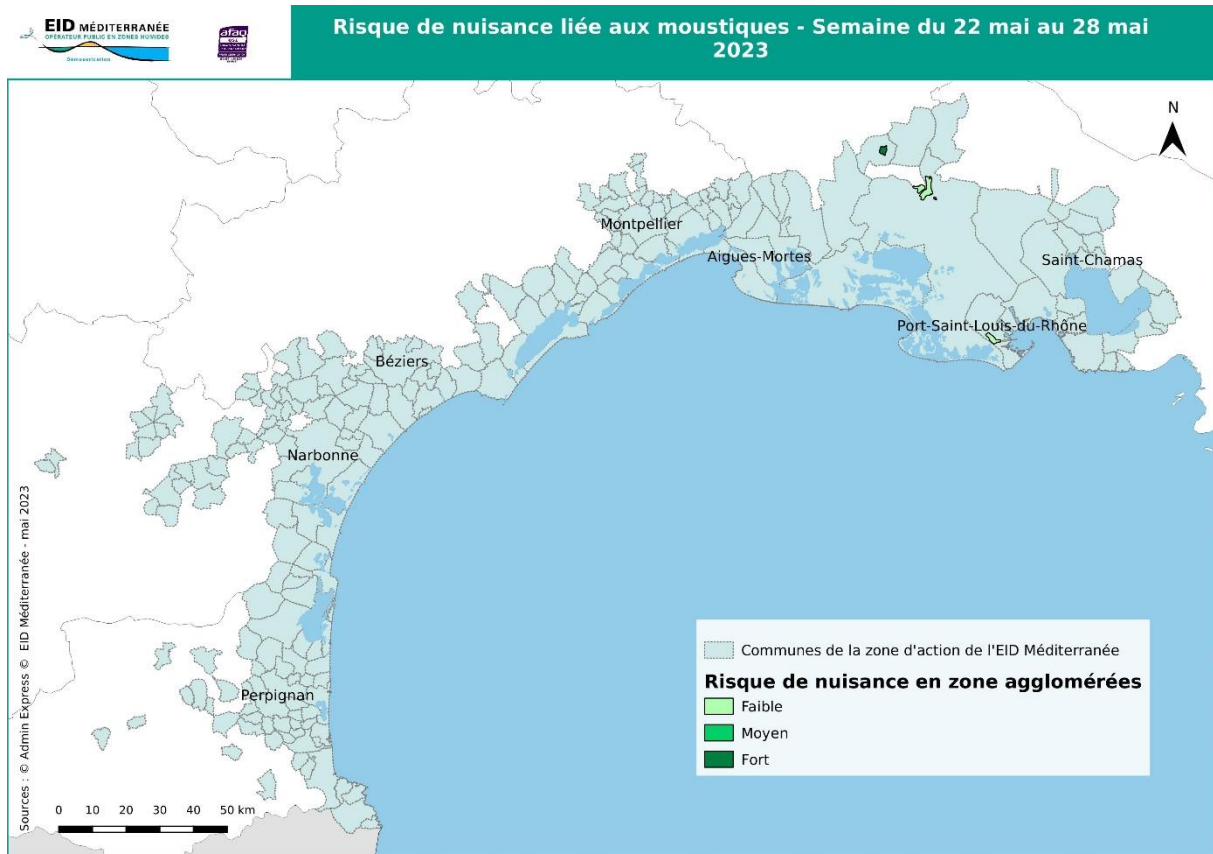 EID MÉDITERRANÉE
OPÉRATEUR PUBLIC EN ZONES HUMIDES
Démoustication
afaq
Risque de nuisance liée aux moustiques - Semaine du 22 mai au 28 mai
2023
N
Montpellier
Aigues-Mortes
Saint-Chamas
Port-Saint-Louis-du-Rhône
Béziers
Narbonne
Perpignan
Communes de la zone d'action de l'EID Méditerranée
Risque de nuisance en zone agglomérées
Faible
Moyen
Fort
0 10 20 30 40 50 km
Sources : © Admin Express © EID Méditerranée - mai 2023